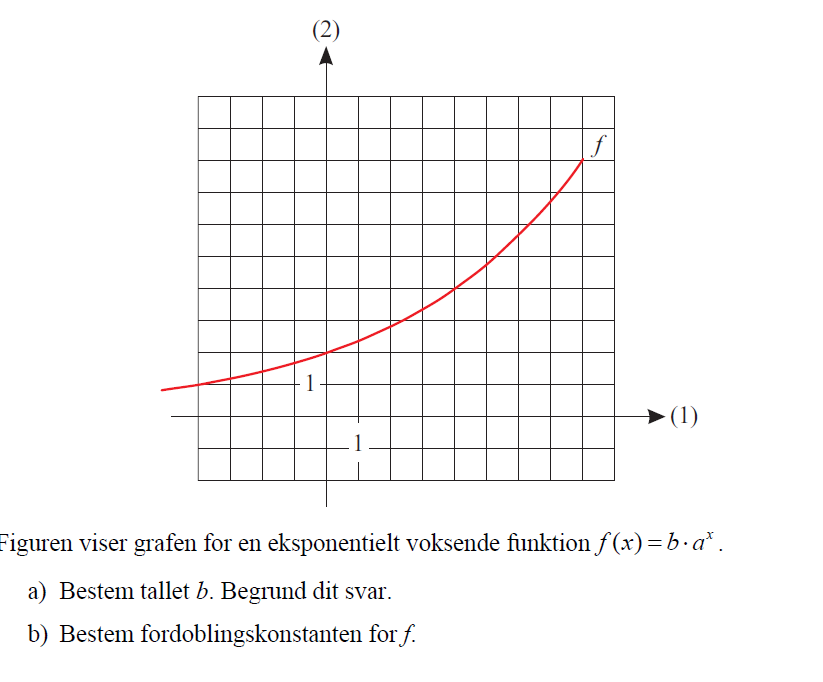 (2)
f
1
(1)
1
Figuren viser grafen for en eksponentielt voksende funktion f(x)=b·aˣ.
a) Bestem tallet b. Begrund dit svar.
b) Bestem fordoblingskonstanten for f.